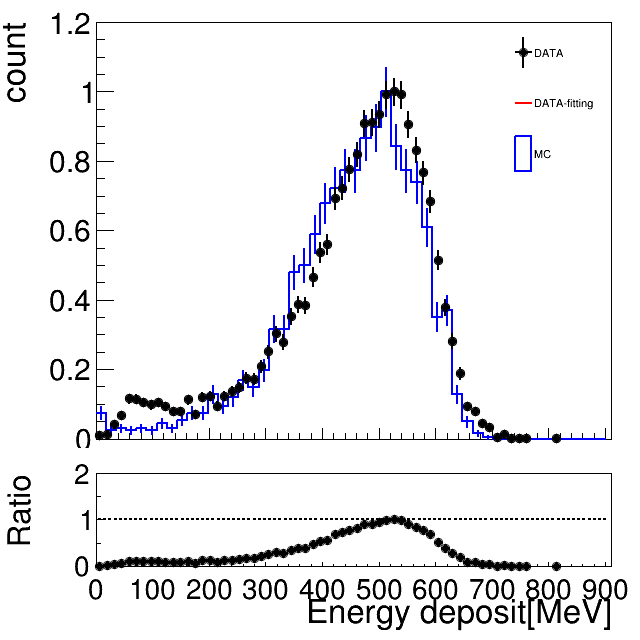 count
1.2
1
0.8
0.6
0.4
0.2
0
DATA
DATA-fitting
MC
Ratio
2
1
0
0 100 200 300 400 500 600 700 800 900
Energy deposit[MeV]